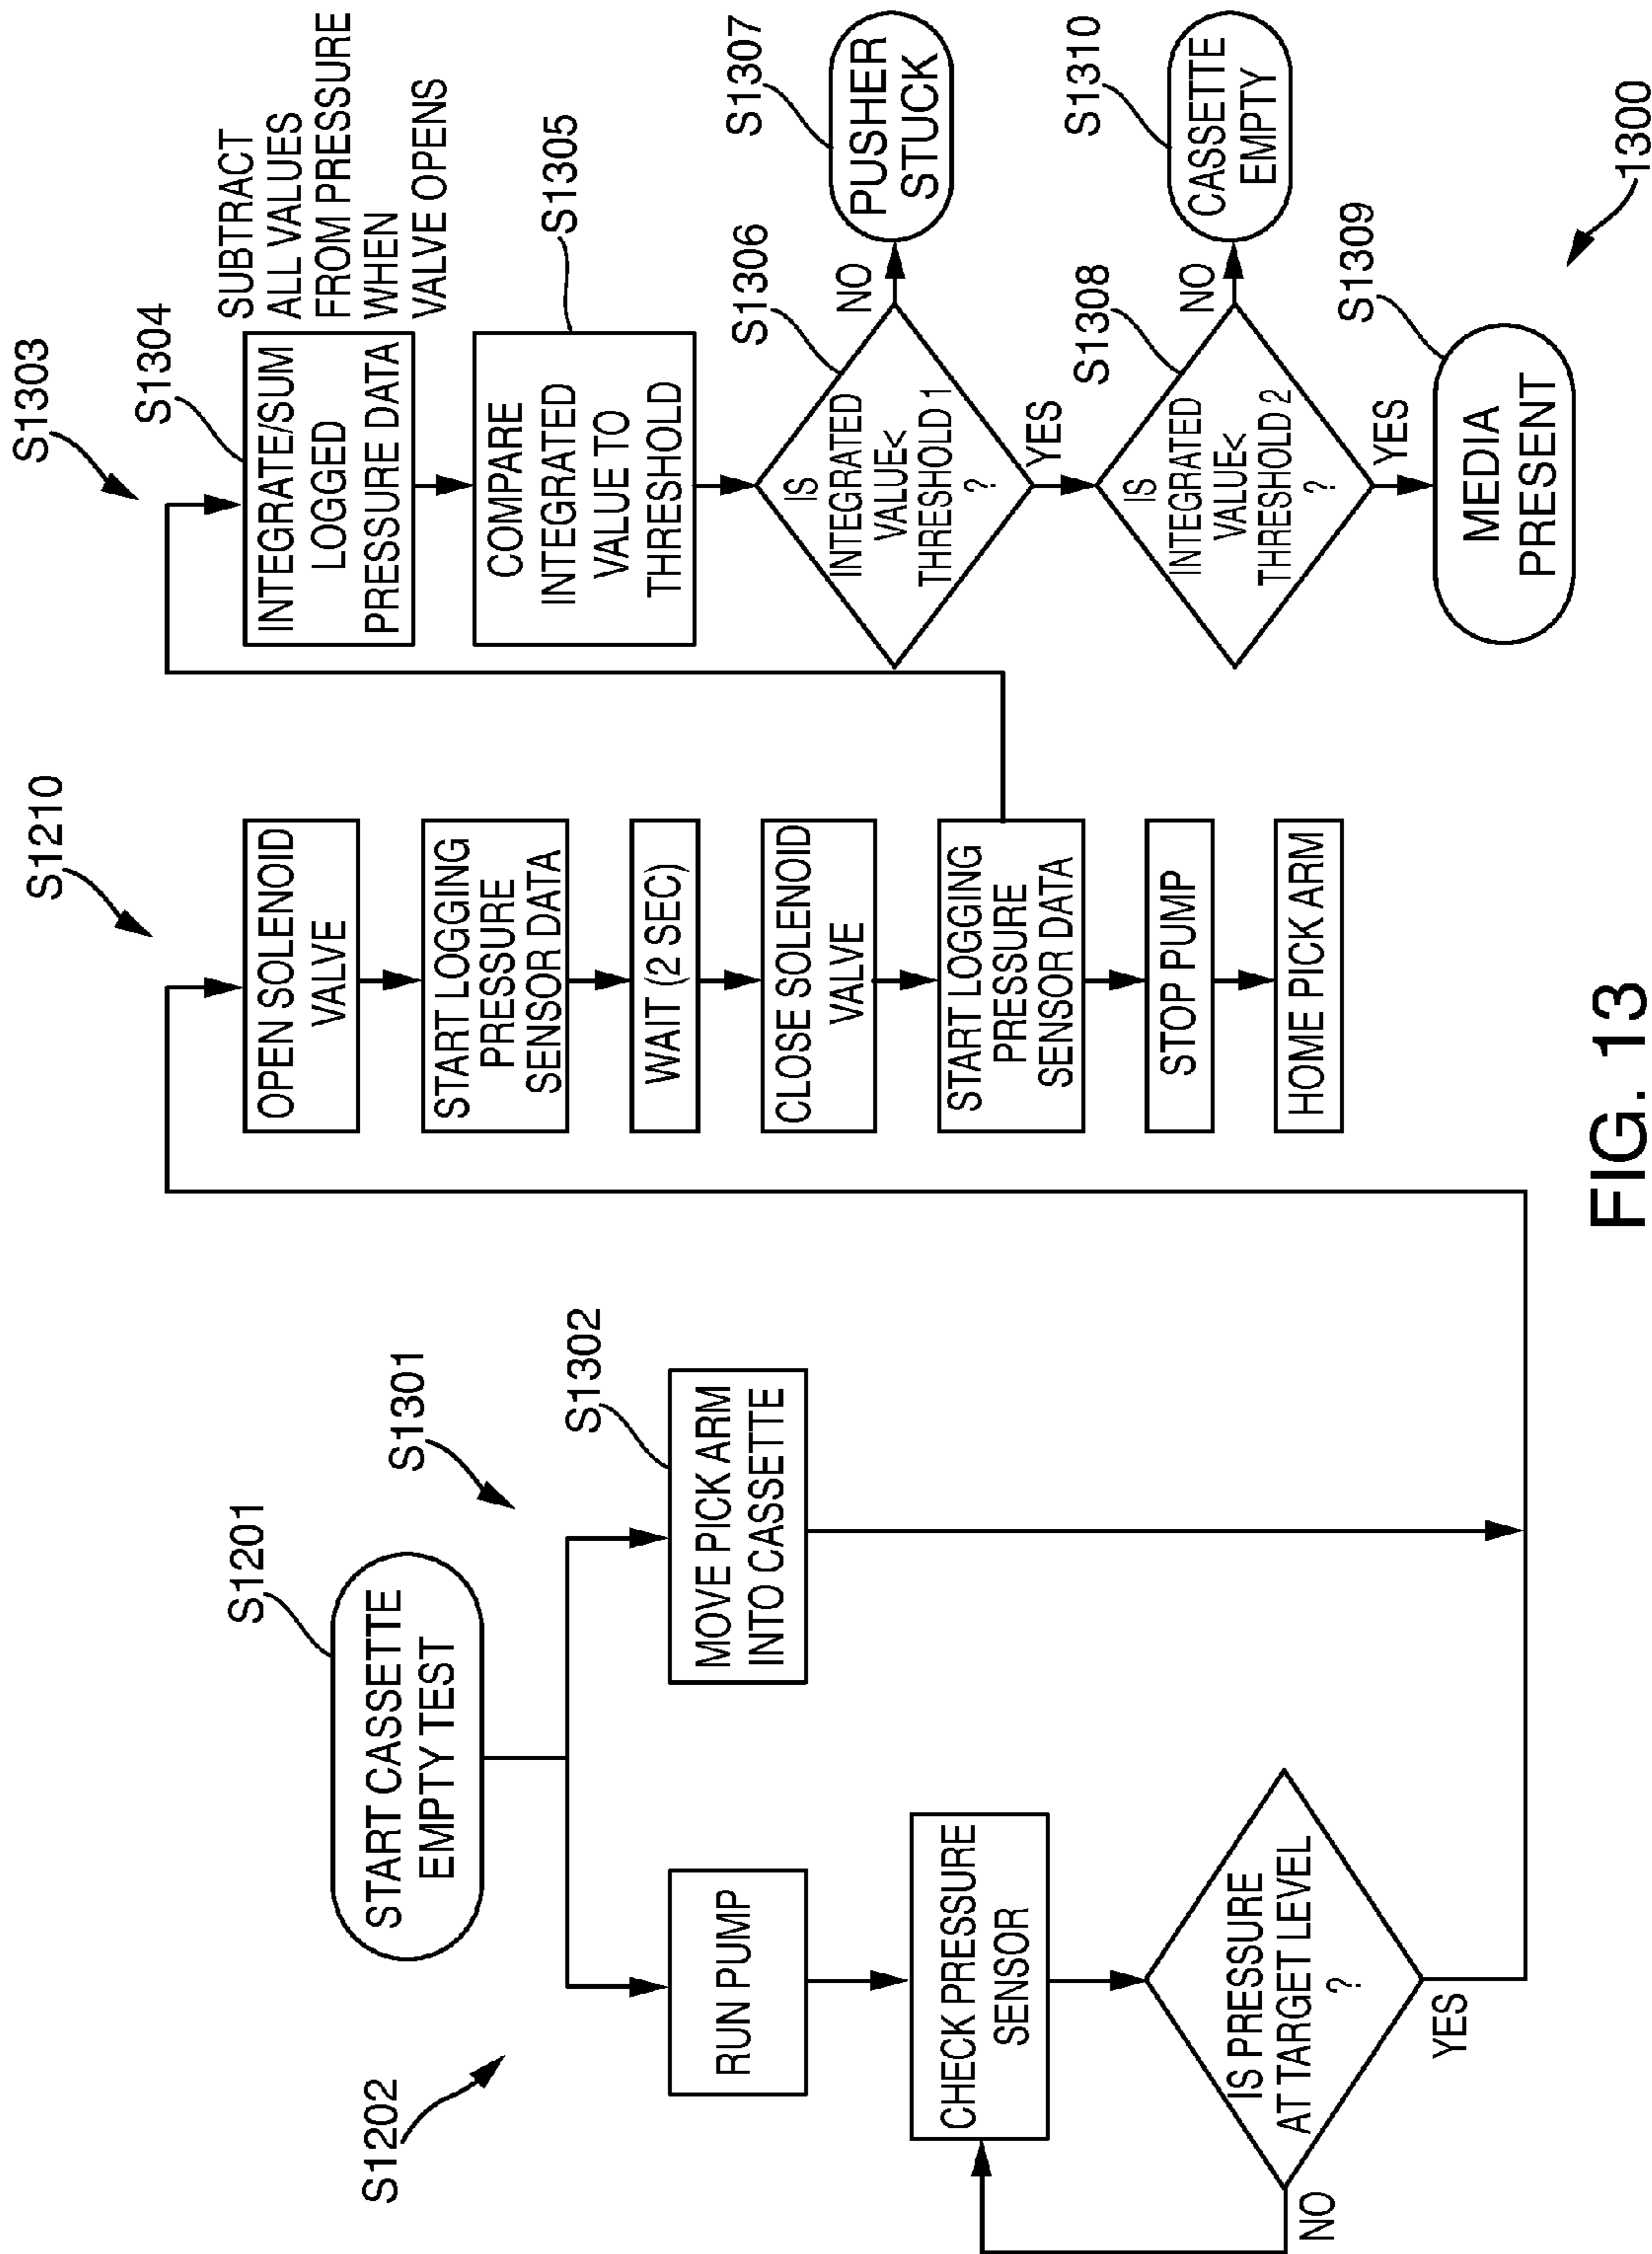 S1201
START CASSETTE
EMPTY TEST
S1202
S1301
RUN PUMP
S1302
MOVE PICK ARM
INTO CASSETTE
CHECK PRESSURE
SENSOR
IS PRESSURE
AT TARGET LEVEL
?
NO
YES
S1210
OPEN SOLENOID
VALVE
START LOGGING
PRESSURE
SENSOR DATA
WAIT (2 SEC)
CLOSE SOLENOID
VALVE
START LOGGING
PRESSURE
SENSOR DATA
STOP PUMP
HOME PICK ARM
S1303
S1304
INTEGRATE/SUM
LOGGED
PRESSURE DATA
SUBTRACT
ALL VALUES
FROM PRESSURE
WHEN
VALVE OPENS
S1305
COMPARE
INTEGRATED
VALUE TO
THRESHOLD
S1306
IS
INTEGRATED
VALUE<
THRESHOLD 1
?
NO
S1307
PUSHER
STUCK
YES
S1308
IS
INTEGRATED
VALUE<
THRESHOLD 2
?
NO
S1310
CASSETTE
EMPTY
YES
S1309
MEDIA
PRESENT
1300
FIG. 13